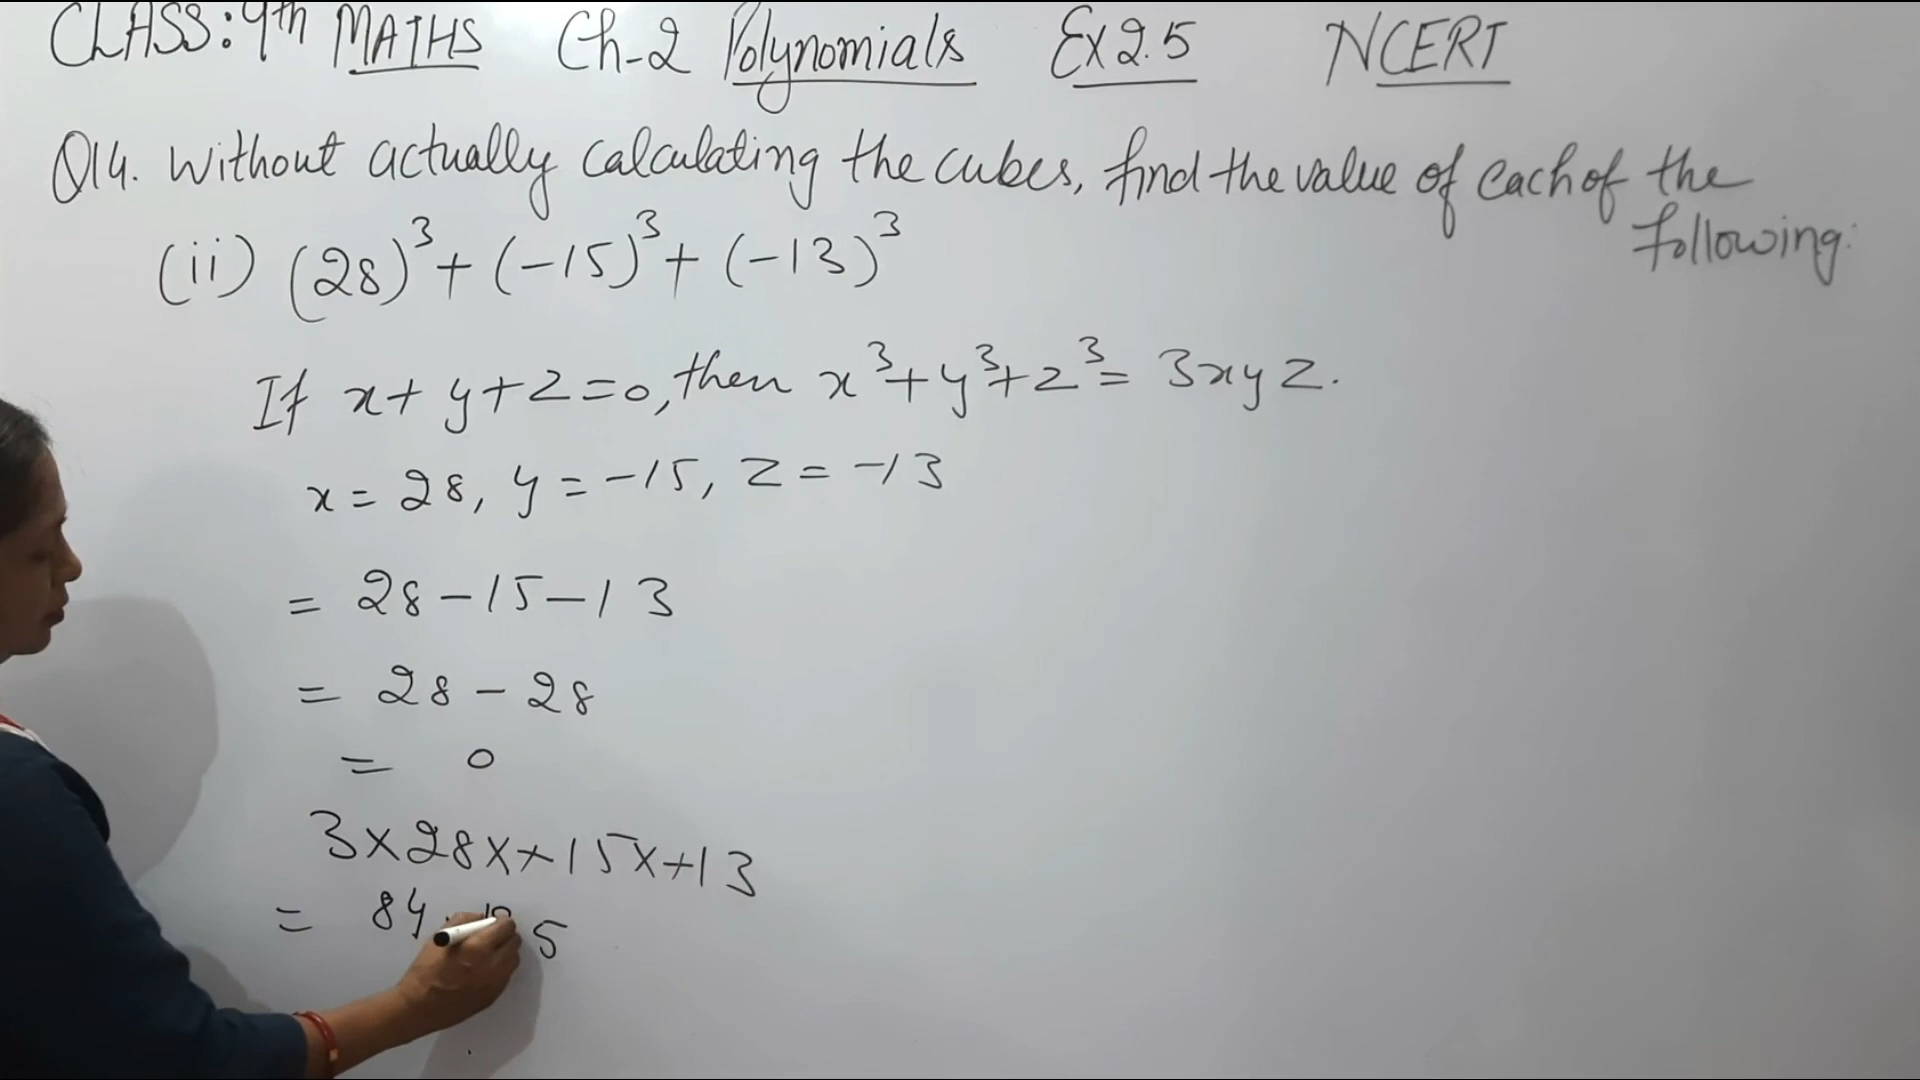 CLASS: 9th MATHS Ch-2 Polynomials Ex 2.5 NCERT
Q14. Without actually calculating the cubes, find the value of each of the following:
(ii) (28)³ + (-15)³ + (-13)³
If x + y + z = 0, then x³ + y³ + z³ = 3xyz.
x = 28, y = -15, z = -13
= 28 - 15 - 13
= 28 - 28
= 0
3 x 28 x + 15 x + 13
= 84 5